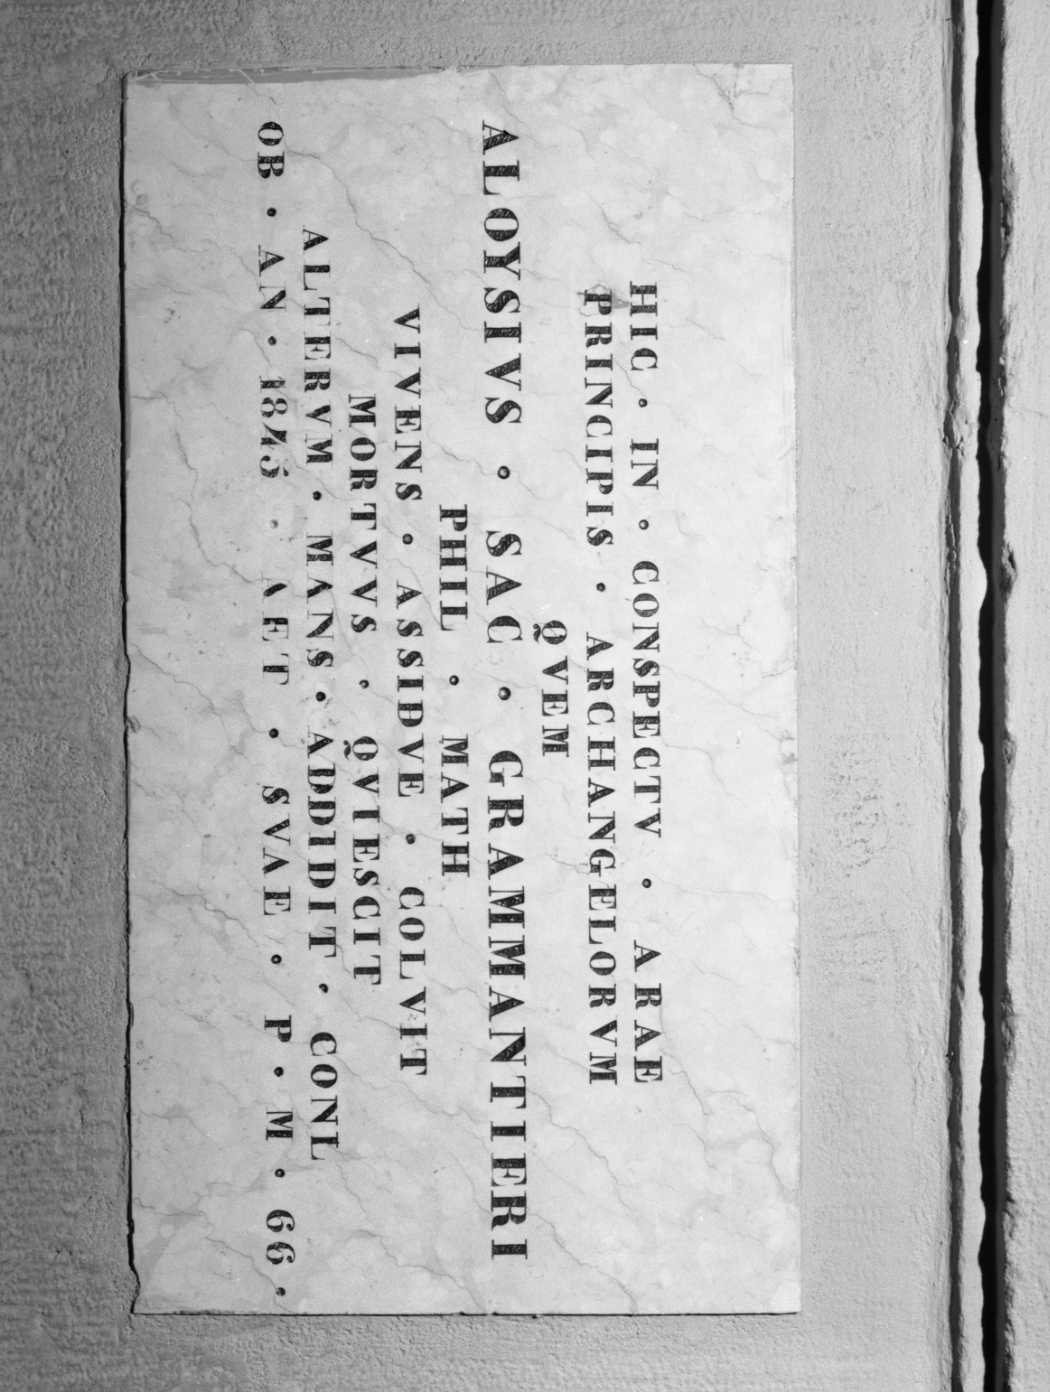 HIC · IN · CONSPECTV · ARAE
PRINCIPIS · ARCHANGELORVM
QVEM
ALOYSIVS · SAC · GRAMMANTIERI
PHIL · MATH
VIVENS · ASSIDVE · COLVIT
MORTVVS · QVIESCIT
ALTERVM · MANS · ADDIDIT · CONL
OB · AN · 1845 · AET · SVAE · P · M · 66 ·